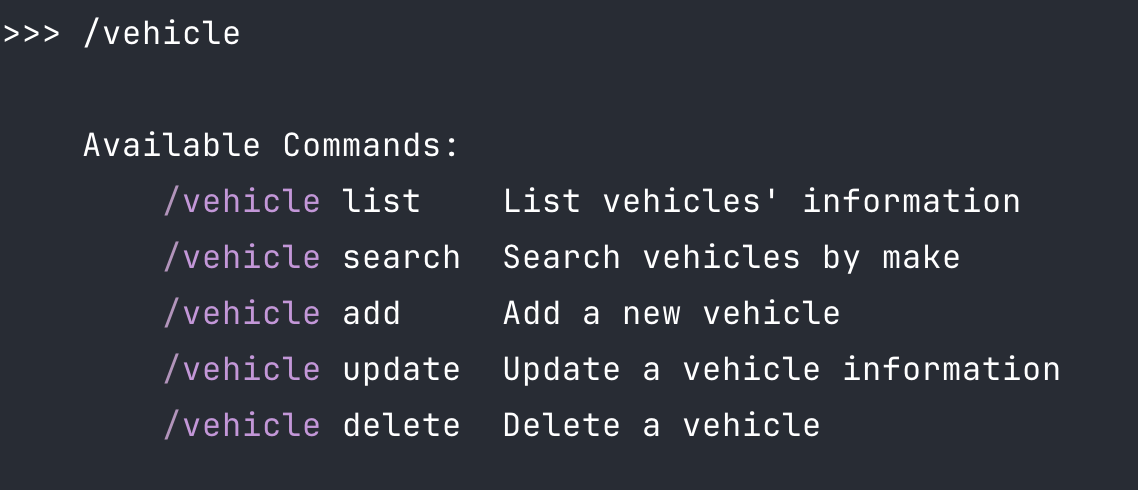 >>> /vehicle
Available Commands:
/vehicle list List vehicles' information
/vehicle search Search vehicles by make
/vehicle add Add a new vehicle
/vehicle update Update a vehicle information
/vehicle delete Delete a vehicle